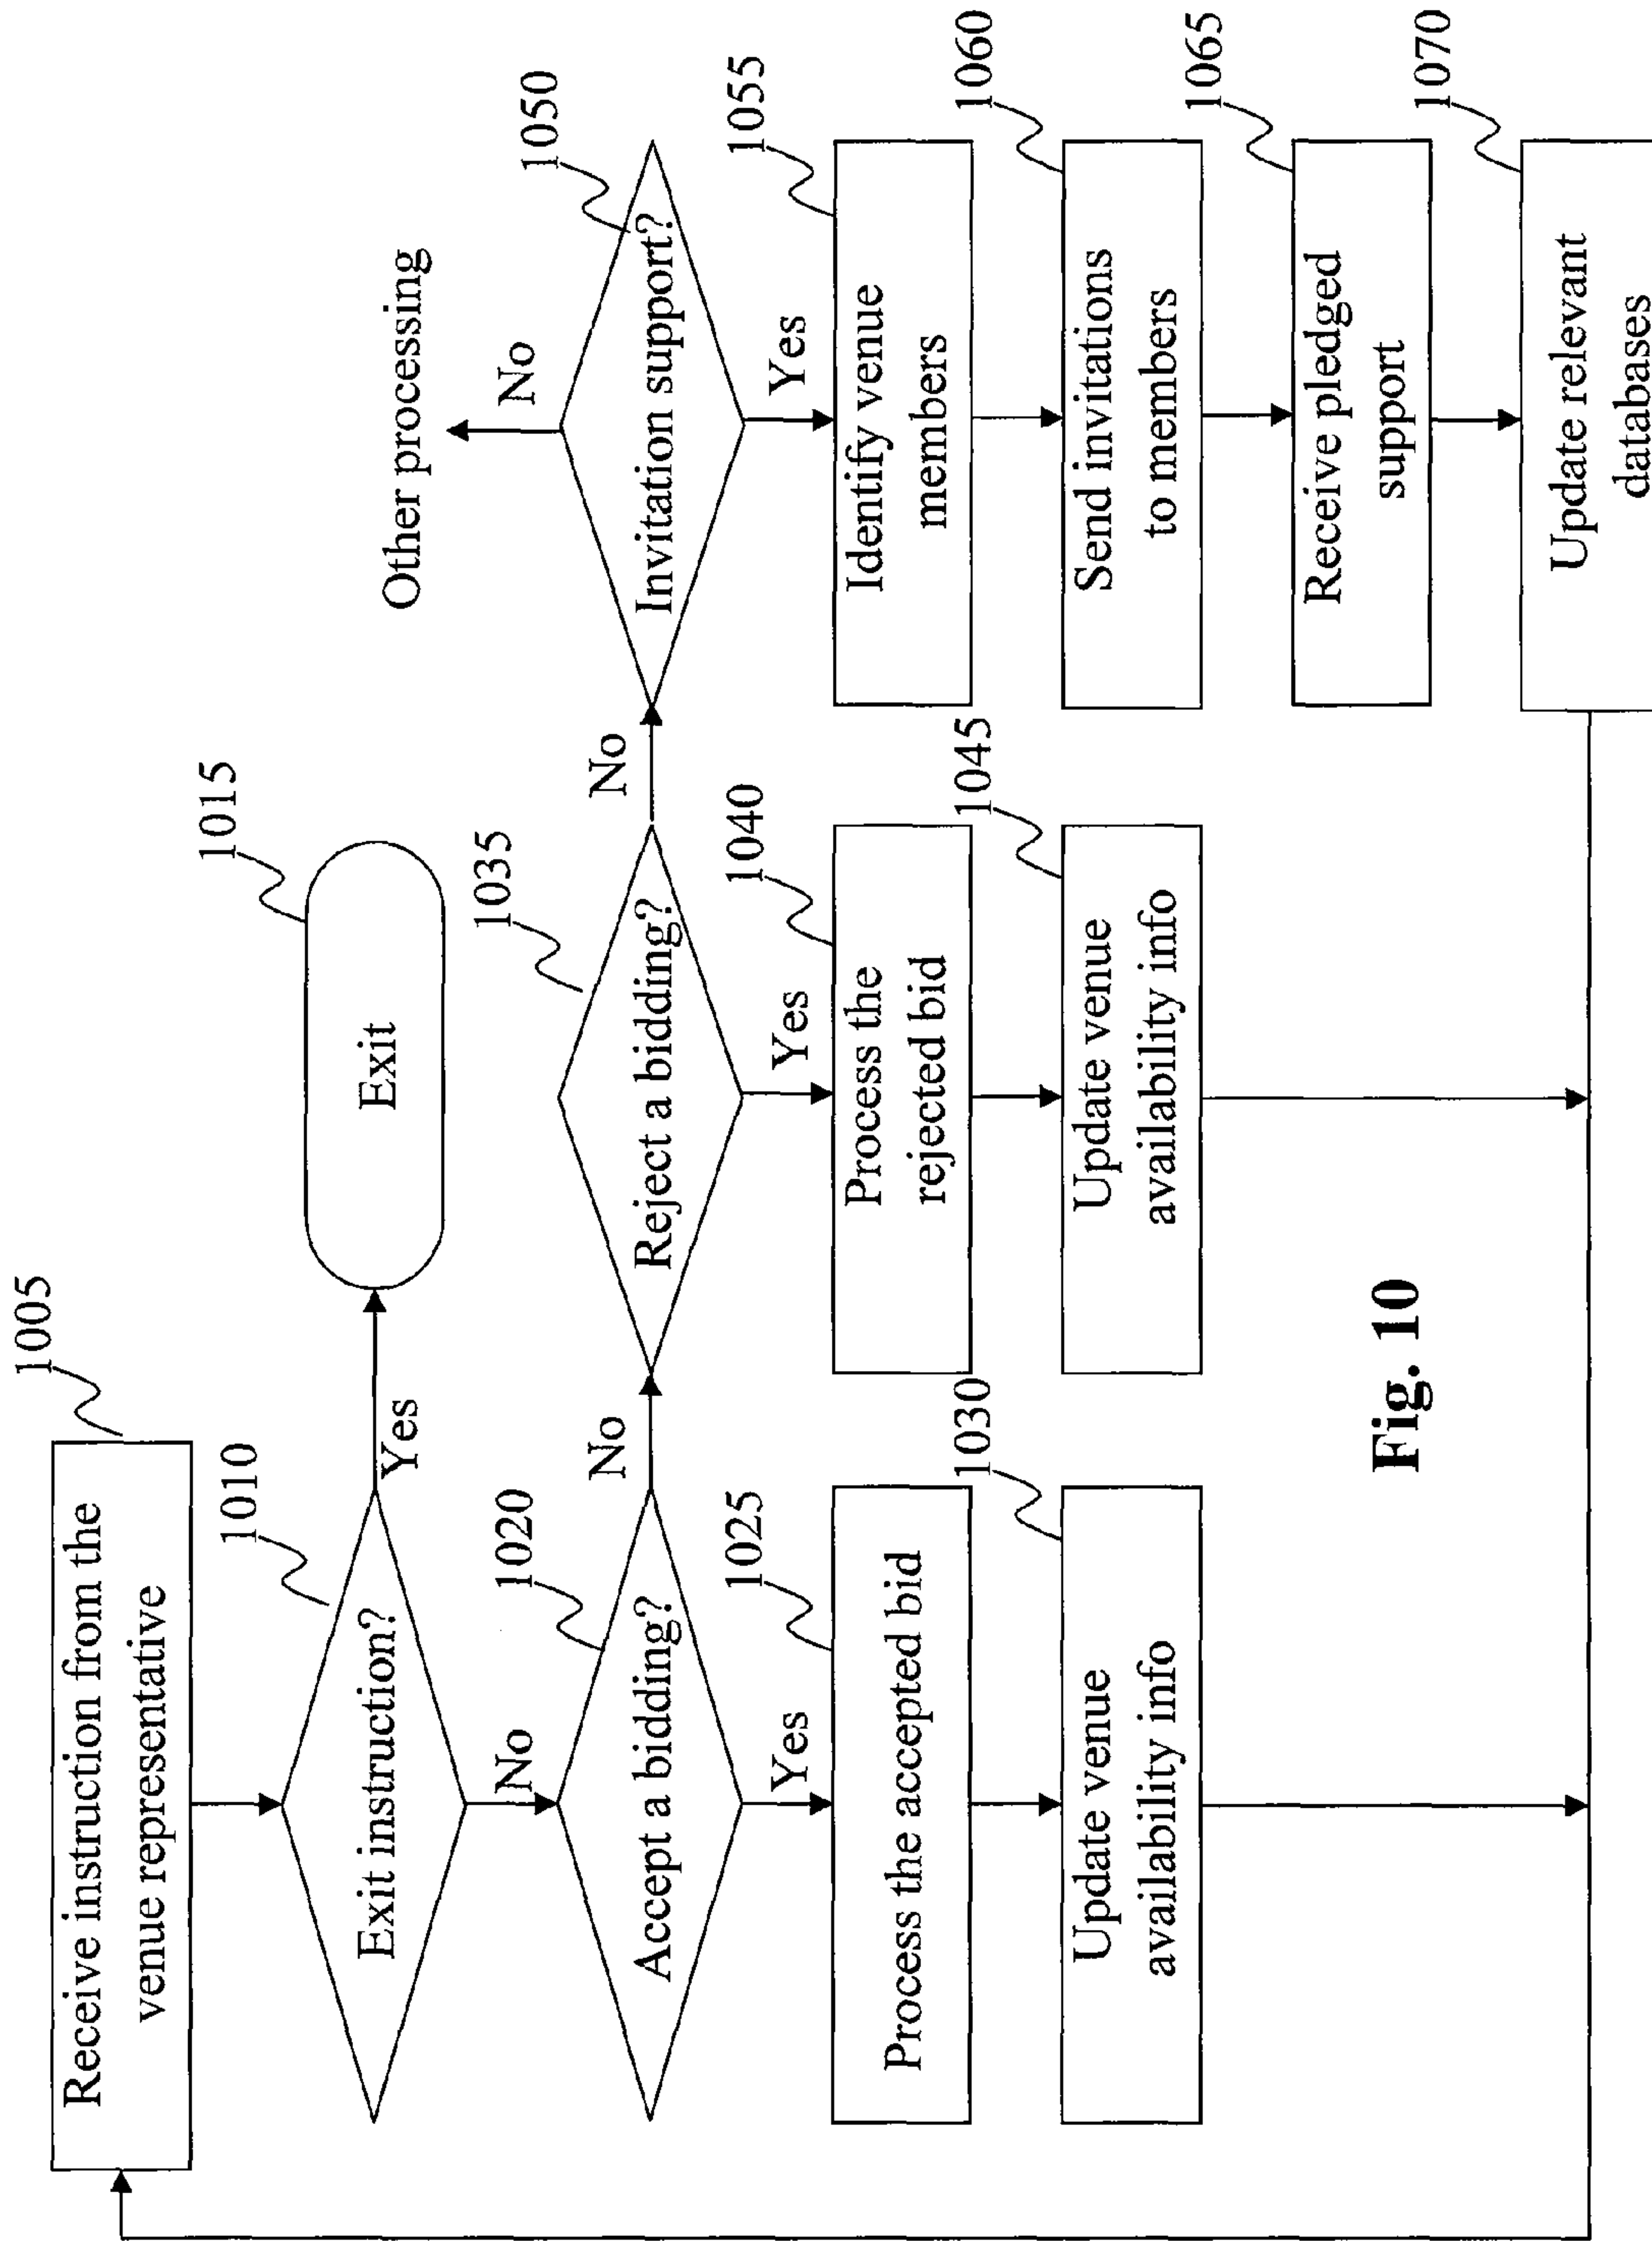 1005
Receive instruction from the
venue representative
1010
Exit instruction?
Yes
1015
Exit
No
1020
Accept a bidding?
No
1035
Reject a bidding?
No
1050
Invitation support?
No
Other processing
Yes
1025
Process the accepted bid
1030
Update venue
availability info
Yes
1040
Process the
rejected bid
1045
Update venue
availability info
Yes
1055
Identify venue
members
1060
Send invitations
to members
1065
Receive pledged
support
1070
Update relevant
databases
Fig. 10